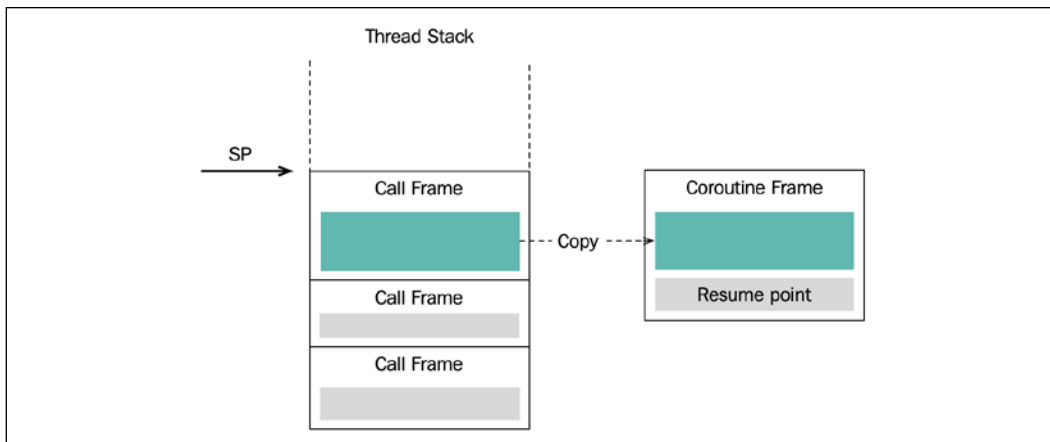 Thread Stack
SP
Call Frame
Coroutine Frame
Copy
Call Frame
Resume point
Call Frame